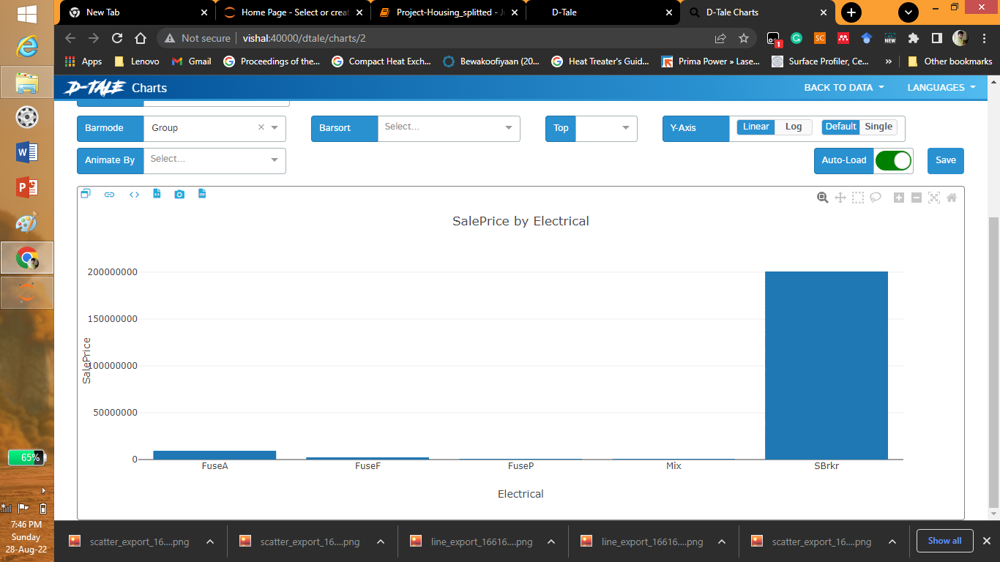 New Tab
Home Page - Select or creat
Project-Housing_splitted - J
D-Tale
D-Tale Charts
Not secure | vishal:40000/dtale/charts/2
1
SC
NEW
Apps
Lenovo
Gmail
Proceedings of the...
Compact Heat Exch...
Bewakoofiyaan (20...
Heat Treater's Guid...
Prima Power » Lase...
Surface Profiler, Ce...
»
Other bookmarks
D-TALE Charts
BACK TO DATA
LANGUAGES
Barmode
Group
Barsort
Select...
Top
Y-Axis
Linear
Log
Default
Single
Animate By
Select...
Auto-Load
Save
SalePrice by Electrical
200000000
150000000
100000000
50000000
0
SalePrice
FuseA
FuseF
FuseP
Mix
SBrkr
Electrical
65%
7:46 PM
Sunday
28-Aug-22
scatter_export_16....png
scatter_export_16....png
line_export_16616....png
line_export_16616....png
scatter_export_16....png
Show all